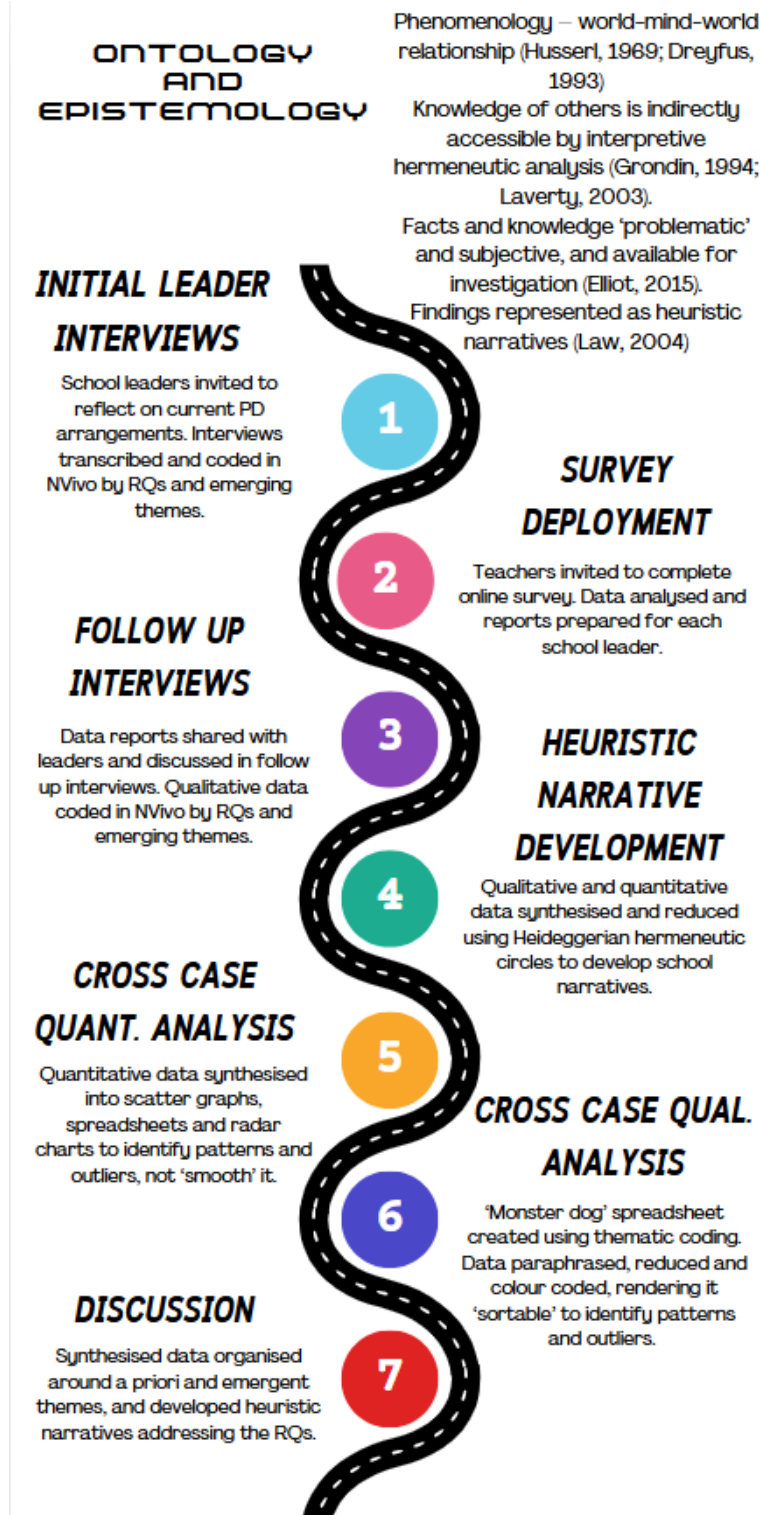 ONTOLOGY
AND
EPISTEMOLOGY
Phenomenology – world-mind-world
relationship (Husserl, 1969; Dreyfus,
1993)
Knowledge of others is indirectly
accessible by interpretive
hermeneutic analysis (Grondin, 1994;
Laverty, 2003).
Facts and knowledge ‘problematic’
and subjective, and available for
investigation (Elliot, 2015).
Findings represented as heuristic
narratives (Law, 2004)
INITIAL LEADER
INTERVIEWS
School leaders invited to
reflect on current PD
arrangements. Interviews
transcribed and coded in
NVivo by RQs and emerging
themes.
1
SURVEY
DEPLOYMENT
Teachers invited to complete
online survey. Data analysed and
reports prepared for each
school leader.
2
FOLLOW UP
INTERVIEWS
Data reports shared with
leaders and discussed in follow
up interviews. Qualitative data
coded in NVivo by RQs and
emerging themes.
3
HEURISTIC
NARRATIVE
DEVELOPMENT
Qualitative and quantitative
data synthesised and reduced
using Heideggerian hermeneutic
circles to develop school
narratives.
4
CROSS CASE
QUANT. ANALYSIS
Quantitative data synthesised
into scatter graphs,
spreadsheets and radar
charts to identify patterns and
outliers, not ‘smooth’ it.
5
CROSS CASE QUAL.
ANALYSIS
‘Monster dog’ spreadsheet
created using thematic coding.
Data paraphrased, reduced and
colour coded, rendering it
‘sortable’ to identify patterns
and outliers.
6
DISCUSSION
Synthesised data organised
around a priori and emergent
themes, and developed heuristic
narratives addressing the RQs.
7